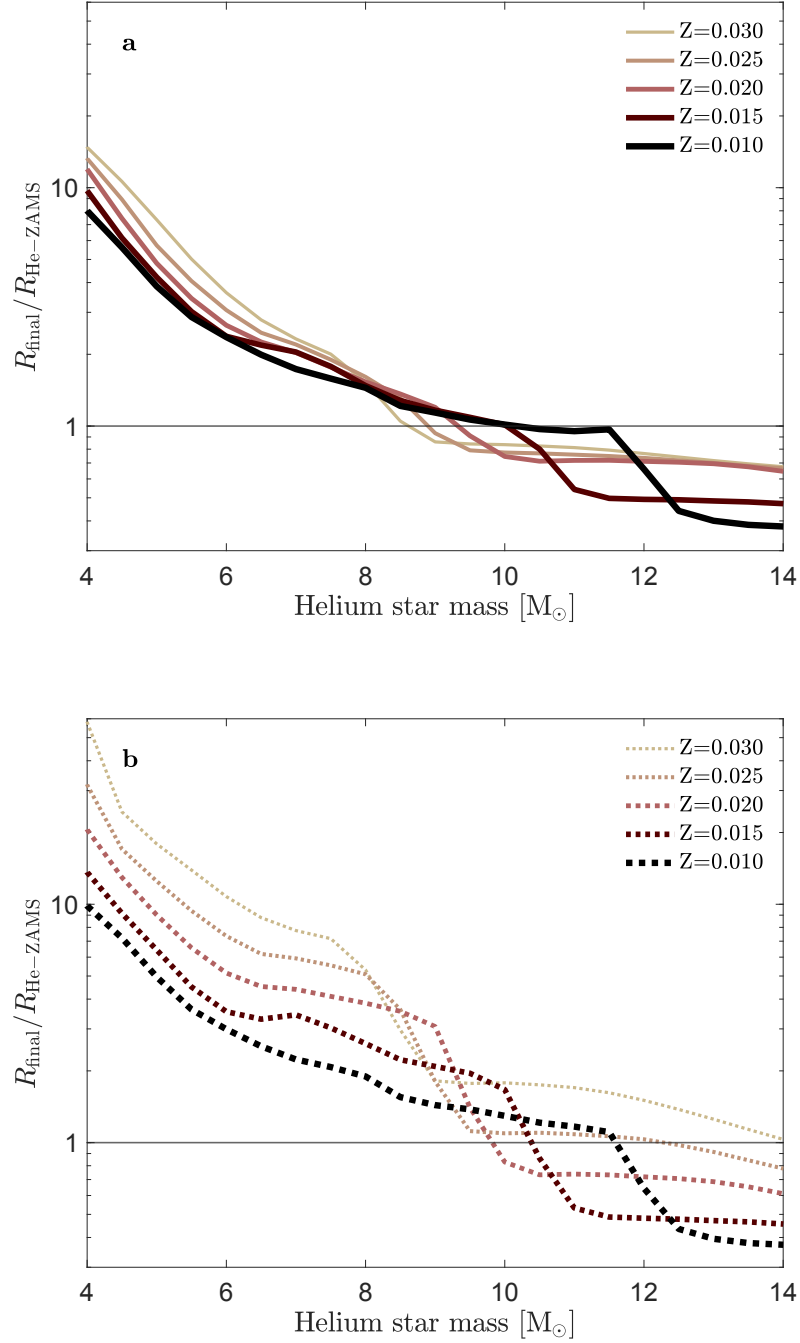 a
Z=0.030
Z=0.025
Z=0.020
Z=0.015
Z=0.010
10
1
R_final/R_He−ZAMS
4 6 8 10 12 14
Helium star mass [M_⊙]
b
Z=0.030
Z=0.025
Z=0.020
Z=0.015
Z=0.010
10
1
R_final/R_He−ZAMS
4 6 8 10 12 14
Helium star mass [M_⊙]